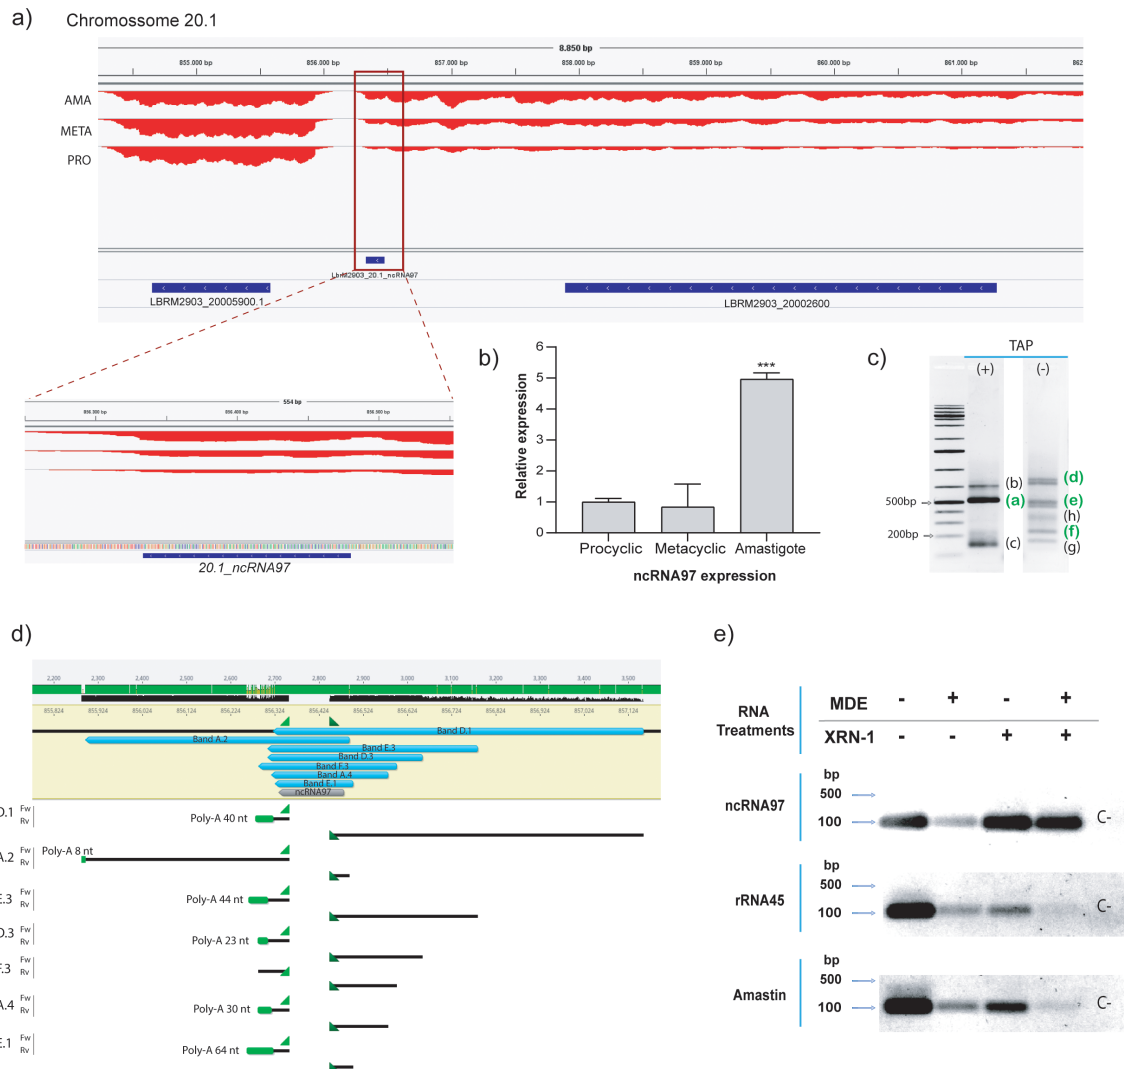 a)
Chromossome 20.1
8.850 bp
855.000 bp 856.000 bp 857.000 bp 858.000 bp 859.000 bp 860.000 bp 861.000 bp 862
AMA
META
PRO
LbrM2903_20.1_ncRNA97
LBRM2903_20005900.1
LBRM2903_20002600
554 bp
20.1_ncRNA97
b)
Relative expression
6
5
4
3
2
1
0
***
Procyclic Metacyclic Amastigote
ncRNA97 expression
c)
TAP
(+) (-)
500bp
200bp
(b)
(a)
(c)
(d)
(e)
(h)
(f)
(g)
d)
2,200 2,400 2,500 2,600 2,700 2,800 2,900 3,000 3,100 3,200 3,300 3,500
855,824 855,924 856,024 856,124 856,224 856,324 856,424 856,524 856,624 856,724 856,824 856,924 857,024 857,124
Band D.1
Band A.2
Band E.3
Band D.3
Band F.3
Band A.4
Band E.1
ncRNA97
D.1 Fw Rv Poly-A 40 nt
A.2 Fw Rv Poly-A 8 nt
E.3 Fw Rv Poly-A 44 nt
D.3 Fw Rv Poly-A 23 nt
F.3 Fw Rv
A.4 Fw Rv Poly-A 30 nt
E.1 Fw Rv Poly-A 64 nt
e)
RNA Treatments
MDE - + - +
XRN-1 - - + +
ncRNA97
bp
500
100
C-
rRNA45
bp
500
100
C-
Amastin
bp
500
100
C-